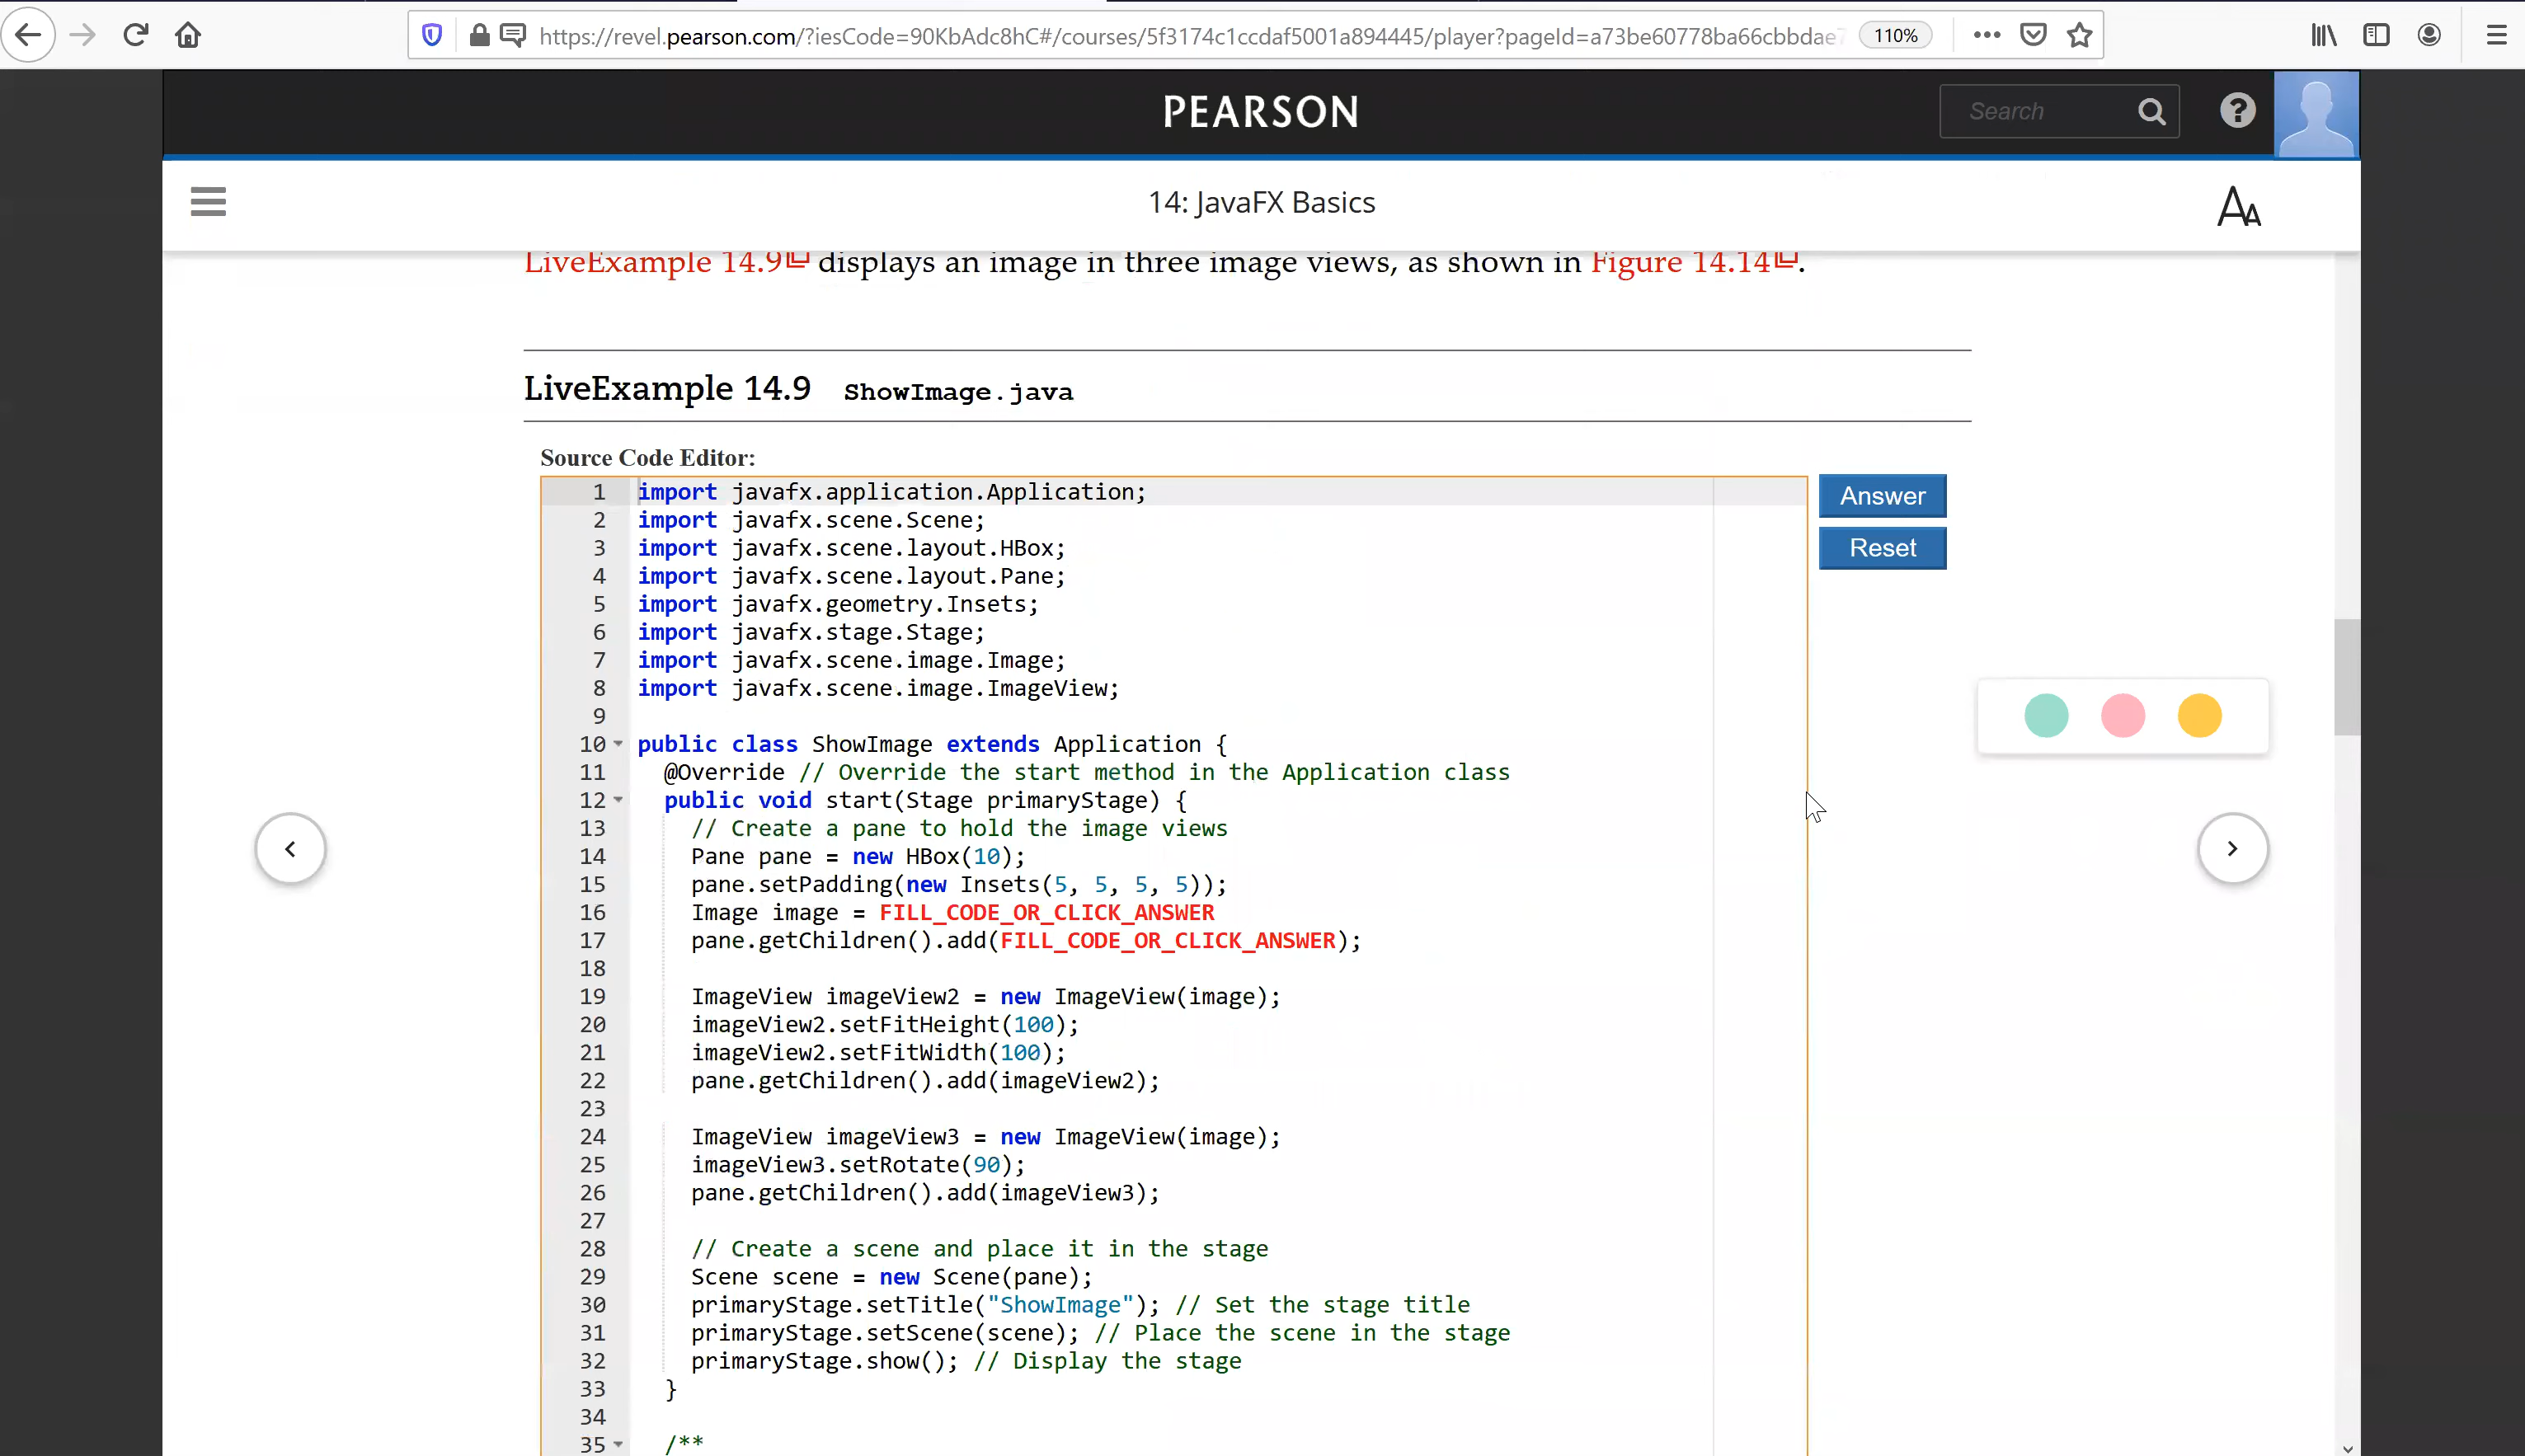 https://revel.pearson.com/?iesCode=90KbAdc8hC#/courses/5f3174c1ccdaf5001a894445/player?pageId=a73be60778ba66cbbdae7
110%
PEARSON
Search
14: JavaFX Basics
LiveExample 14.9 displays an image in three image views, as shown in Figure 14.14.
LiveExample 14.9 ShowImage.java
Source Code Editor:
Answer
Reset
1 import javafx.application.Application;
2 import javafx.scene.Scene;
3 import javafx.scene.layout.HBox;
4 import javafx.scene.layout.Pane;
5 import javafx.geometry.Insets;
6 import javafx.stage.Stage;
7 import javafx.scene.image.Image;
8 import javafx.scene.image.ImageView;
9
10 public class ShowImage extends Application {
11 @Override // Override the start method in the Application class
12 public void start(Stage primaryStage) {
13 // Create a pane to hold the image views
14 Pane pane = new HBox(10);
15 pane.setPadding(new Insets(5, 5, 5, 5));
16 Image image = FILL_CODE_OR_CLICK_ANSWER
17 pane.getChildren().add(FILL_CODE_OR_CLICK_ANSWER);
18
19 ImageView imageView2 = new ImageView(image);
20 imageView2.setFitHeight(100);
21 imageView2.setFitWidth(100);
22 pane.getChildren().add(imageView2);
23
24 ImageView imageView3 = new ImageView(image);
25 imageView3.setRotate(90);
26 pane.getChildren().add(imageView3);
27
28 // Create a scene and place it in the stage
29 Scene scene = new Scene(pane);
30 primaryStage.setTitle("ShowImage"); // Set the stage title
31 primaryStage.setScene(scene); // Place the scene in the stage
32 primaryStage.show(); // Display the stage
33 }
34
35 /**